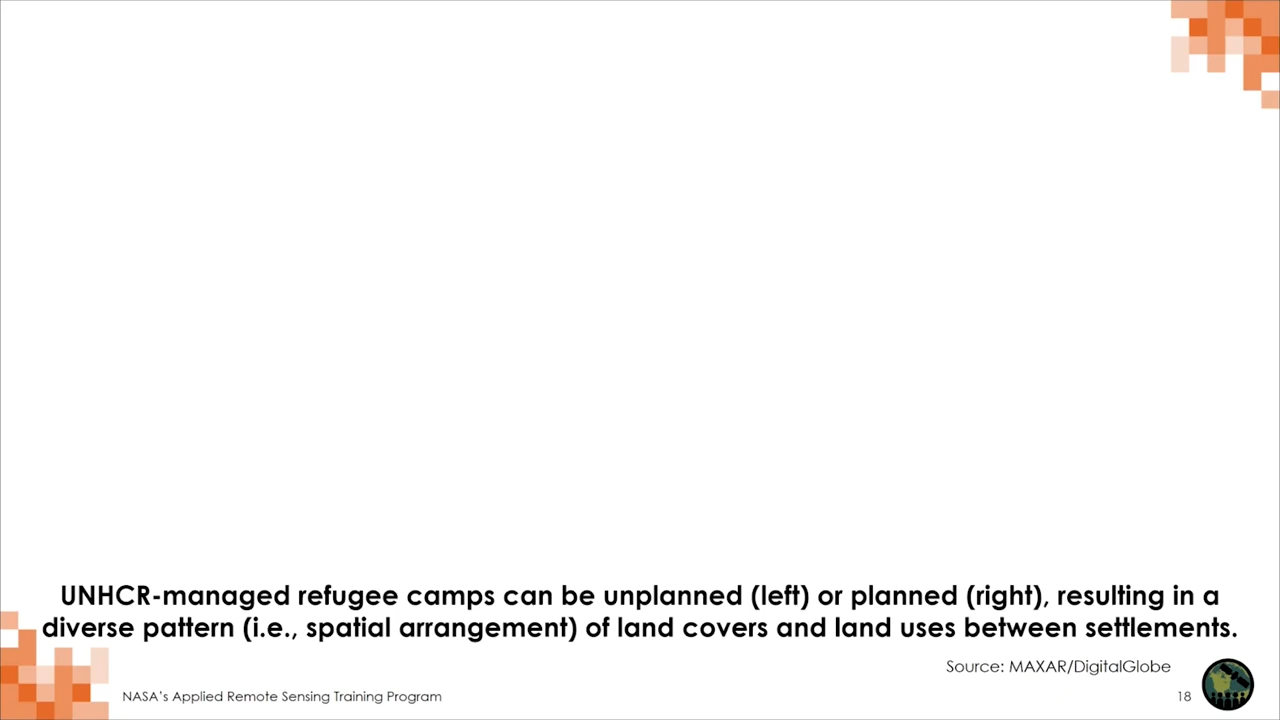 UNHCR-managed refugee camps can be unplanned (left) or planned (right), resulting in a
diverse pattern (i.e., spatial arrangement) of land covers and land uses between settlements.
Source: MAXAR/DigitalGlobe
NASA's Applied Remote Sensing Training Program
18